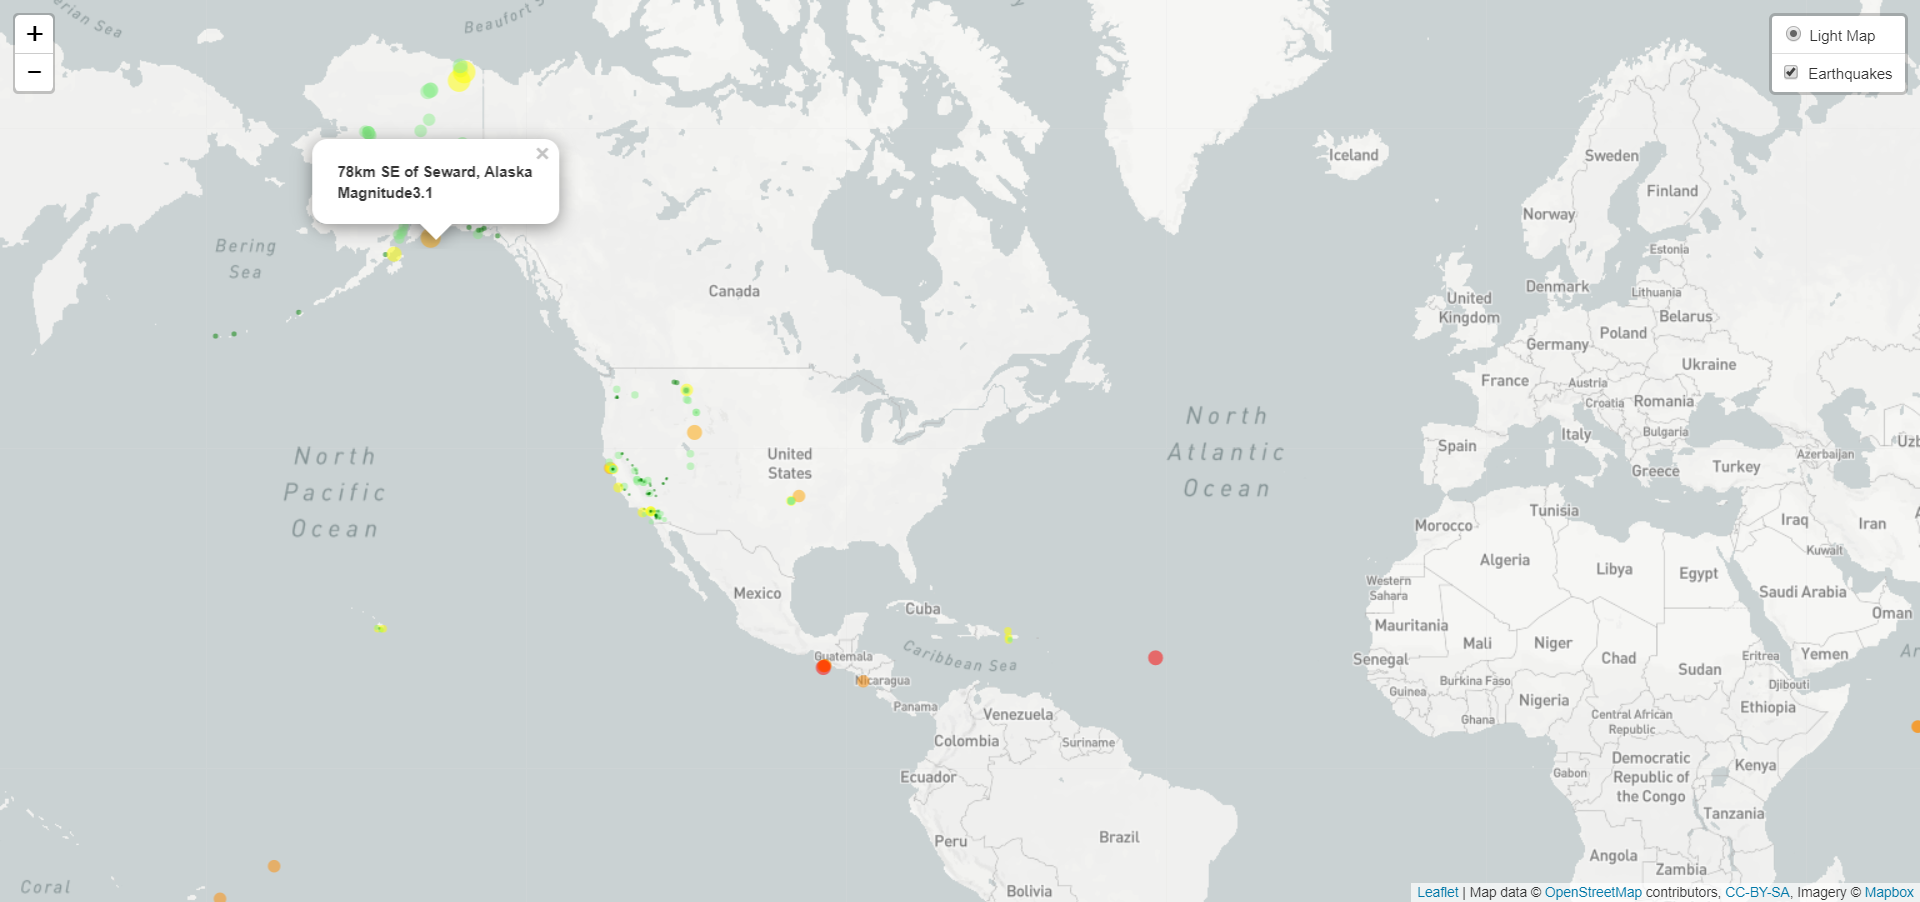 +
−
Beaufort S
erian Sea
Light Map
Earthquakes
78km SE of Seward, Alaska
Magnitude3.1
×
Bering
Sea
Canada
Iceland
Sweden
Finland
Norway
Estonia
Denmark
Lithuania
United
Kingdom
Belarus
Poland
Germany
Ukraine
France
Austria
Croatia
Romania
Bulgaria
Italy
Spain
Greece
Turkey
Azerbaijan
Uzb
North
Pacific
Ocean
United
States
North
Atlantic
Ocean
Morocco
Tunisia
Iraq
Iran
A
Kuwait
Algeria
Libya
Egypt
Western
Sahara
Saudi Arabia
Oman
Mexico
Cuba
Mauritania
Mali
Niger
Chad
Sudan
Eritrea
Yemen
Ar
Guatemala
Caribbean Sea
Senegal
Nicaragua
Burkina Faso
Guinea
Djibouti
Panama
Ghana
Nigeria
Central African
Republic
Ethiopia
Venezuela
Colombia
Suriname
Ecuador
Gabon
Democratic
Republic of
the Congo
Kenya
Tanzania
Peru
Brazil
Angola
Zambia
Bolivia
Coral
Leaflet | Map data © OpenStreetMap contributors, CC-BY-SA, Imagery © Mapbox